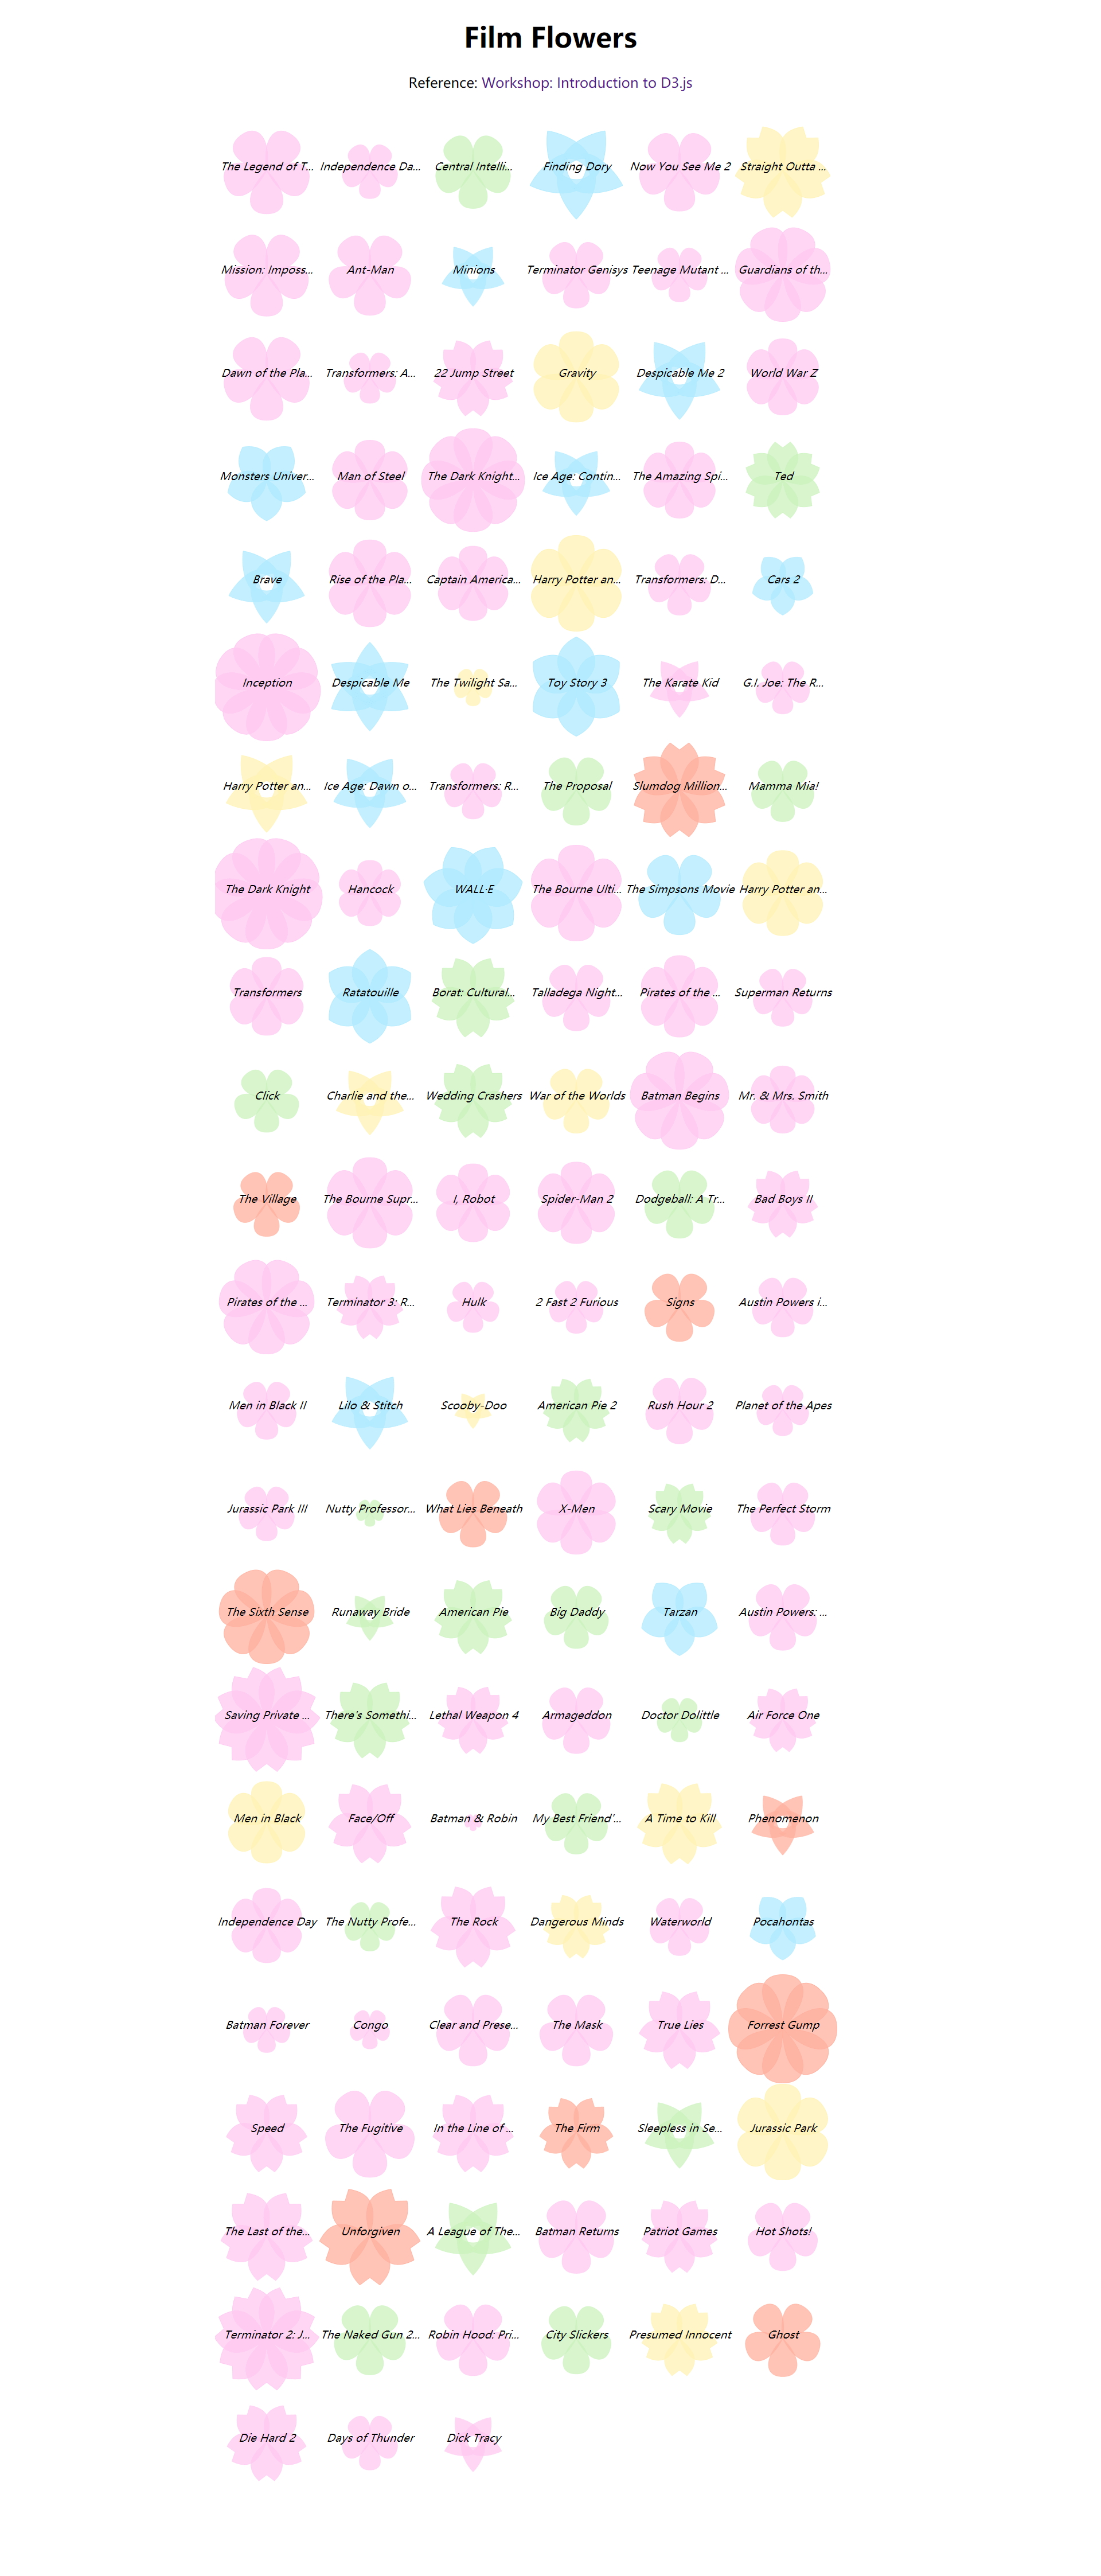 Film Flowers
Reference: Workshop: Introduction to D3.js
The Legend of T... Independence Da... Central Intelli... Finding Dory Now You See Me 2 Straight Outta ...
Mission: Imposs... Ant-Man Minions Terminator Genisys Teenage Mutant ... Guardians of th...
Dawn of the Pla... Transformers: A... 22 Jump Street Gravity Despicable Me 2 World War Z
Monsters Univer... Man of Steel The Dark Knight... Ice Age: Contin... The Amazing Spi... Ted
Brave Rise of the Pla... Captain America... Harry Potter an... Transformers: D... Cars 2
Inception Despicable Me The Twilight Sa... Toy Story 3 The Karate Kid G.I. Joe: The R...
Harry Potter an... Ice Age: Dawn o... Transformers: R... The Proposal Slumdog Million... Mamma Mia!
The Dark Knight Hancock WALL·E The Bourne Ulti... The Simpsons Movie Harry Potter an...
Transformers Ratatouille Borat: Cultural... Talladega Night... Pirates of the ... Superman Returns
Click Charlie and the... Wedding Crashers War of the Worlds Batman Begins Mr. & Mrs. Smith
The Village The Bourne Supr... I, Robot Spider-Man 2 Dodgeball: A Tr... Bad Boys II
Pirates of the ... Terminator 3: R... Hulk 2 Fast 2 Furious Signs Austin Powers i...
Men in Black II Lilo & Stitch Scooby-Doo American Pie 2 Rush Hour 2 Planet of the Apes
Jurassic Park III Nutty Professor... What Lies Beneath X-Men Scary Movie The Perfect Storm
The Sixth Sense Runaway Bride American Pie Big Daddy Tarzan Austin Powers: ...
Saving Private ... There's Somethi... Lethal Weapon 4 Armageddon Doctor Dolittle Air Force One
Men in Black Face/Off Batman & Robin My Best Friend'... A Time to Kill Phenomenon
Independence Day The Nutty Profe... The Rock Dangerous Minds Waterworld Pocahontas
Batman Forever Congo Clear and Prese... The Mask True Lies Forrest Gump
Speed The Fugitive In the Line of ... The Firm Sleepless in Se... Jurassic Park
The Last of the... Unforgiven A League of The... Batman Returns Patriot Games Hot Shots!
Terminator 2: J... The Naked Gun 2... Robin Hood: Pri... City Slickers Presumed Innocent Ghost
Die Hard 2 Days of Thunder Dick Tracy